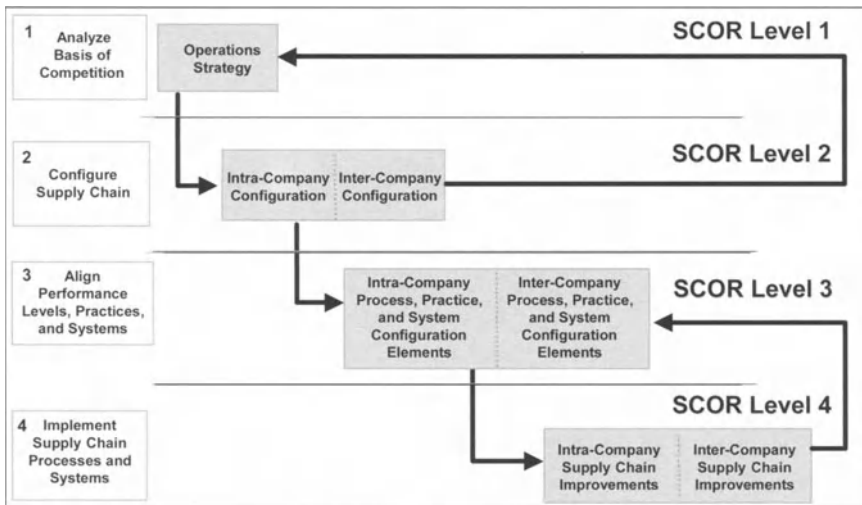 1
Analyze
Basis of
Competition
Operations
Strategy
SCOR Level 1
2
Configure
Supply Chain
Intra-Company
Configuration
Inter-Company
Configuration
SCOR Level 2
3
Align
Performance
Levels, Practices,
and Systems
Intra-Company
Process, Practice,
and System
Configuration
Elements
Inter-Company
Process, Practice,
and System
Configuration
Elements
SCOR Level 3
4
Implement
Supply Chain
Processes and
Systems
Intra-Company
Supply Chain
Improvements
Inter-Company
Supply Chain
Improvements
SCOR Level 4